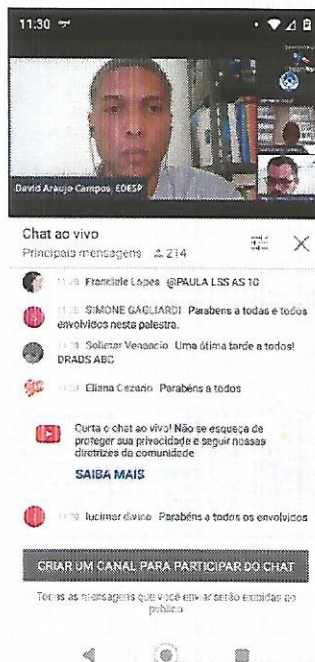 11:30
David Araujo Campos, EDESP
Chat ao vivo
Principais mensagens 214
Franciele Lopes @PAULA LSS AS 10
SIMONE GAGLIARDI Parabens a todas e todos
envolvidos nesta palestra.
Solimar Venancio Uma ótima tarde a todos!
DRADS ABC
Eliana Cezario Parabéns a todos
Curta o chat ao vivo! Não se esqueça de
proteger sua privacidade e seguir nossas
diretrizes da comunidade
SAIBA MAIS
lucimar divino Parabéns a todos os envolvidos
CRIAR UM CANAL PARA PARTICIPAR DO CHAT
Todas as mensagens que você enviar serão exibidas ao
público